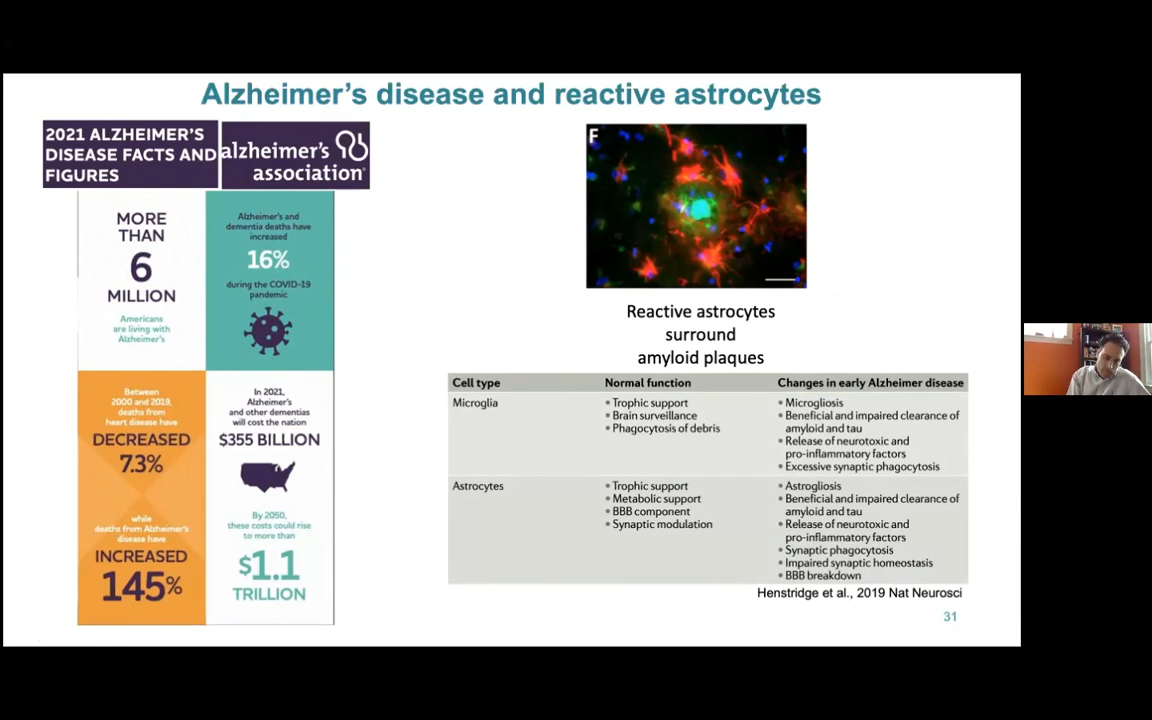 Alzheimer's disease and reactive astrocytes
2021 ALZHEIMER'S
DISEASE FACTS AND
FIGURES
alzheimer's
association
MORE
THAN
6
MILLION
Americans
are living with
Alzheimer's
Alzheimer's and
dementia deaths have
increased
16%
during the COVID-19
pandemic
Between
2000 and 2019,
deaths from
heart disease have
DECREASED
7.3%
while
deaths from Alzheimer's
disease have
INCREASED
145%
In 2021,
Alzheimer's
and other dementias
will cost the nation
$355 BILLION
By 2050,
these costs could rise
to more than
$1.1
TRILLION
F
Reactive astrocytes
surround
amyloid plaques
Cell type Normal function Changes in early Alzheimer disease
Microglia
• Trophic support
• Brain surveillance
• Phagocytosis of debris
• Microgliosis
• Beneficial and impaired clearance of
amyloid and tau
• Release of neurotoxic and
pro-inflammatory factors
• Excessive synaptic phagocytosis
Astrocytes
• Trophic support
• Metabolic support
• BBB component
• Synaptic modulation
• Astrogliosis
• Beneficial and impaired clearance of
amyloid and tau
• Release of neurotoxic and
pro-inflammatory factors
• Synaptic phagocytosis
• Impaired synaptic homeostasis
• BBB breakdown
Henstridge et al., 2019 Nat Neurosci
31